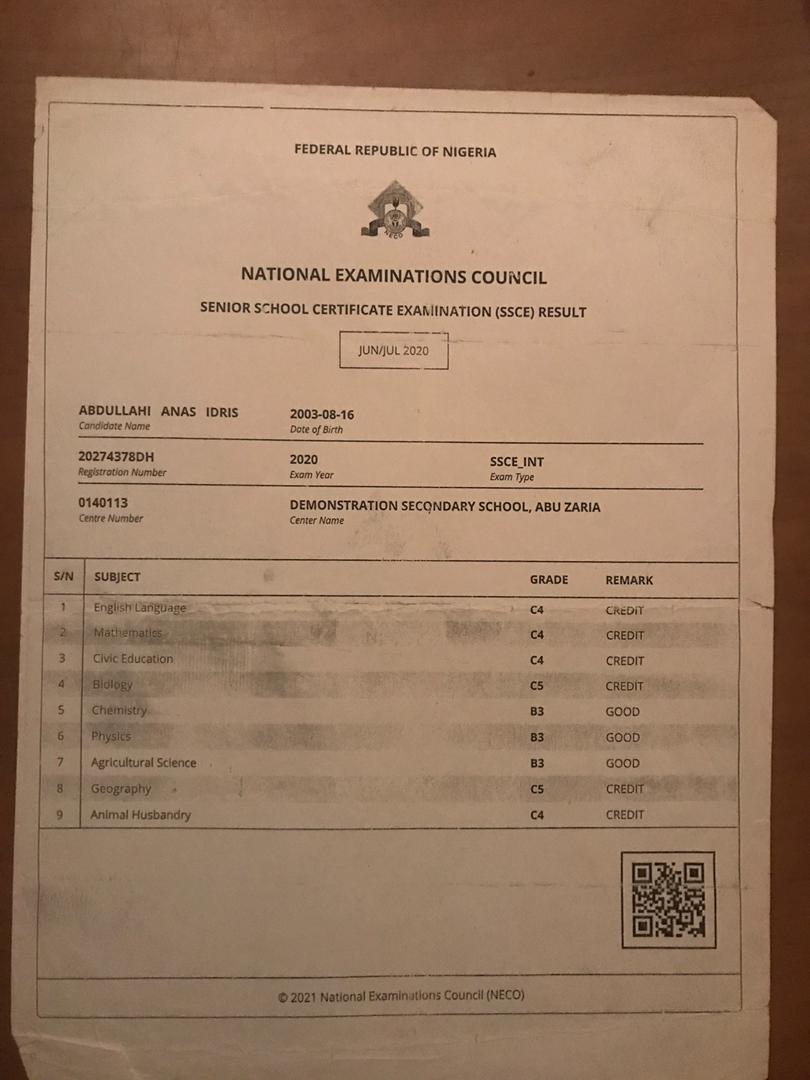 FEDERAL REPUBLIC OF NIGERIA
NECO
NATIONAL EXAMINATIONS COUNCIL
SENIOR SCHOOL CERTIFICATE EXAMINATION (SSCE) RESULT
JUN/JUL 2020
ABDULLAHI ANAS IDRIS 2003-08-16
Candidate Name Date of Birth
20274378DH 2020 SSCE_INT
Registration Number Exam Year Exam Type
0140113 DEMONSTRATION SECONDARY SCHOOL, ABU ZARIA
Centre Number Center Name
S/N SUBJECT GRADE REMARK
1 English Language C4 CREDIT
2 Mathematics C4 CREDIT
3 Civic Education C4 CREDIT
4 Biology C5 CREDIT
5 Chemistry B3 GOOD
6 Physics B3 GOOD
7 Agricultural Science B3 GOOD
8 Geography C5 CREDIT
9 Animal Husbandry C4 CREDIT
© 2021 National Examinations Council (NECO)